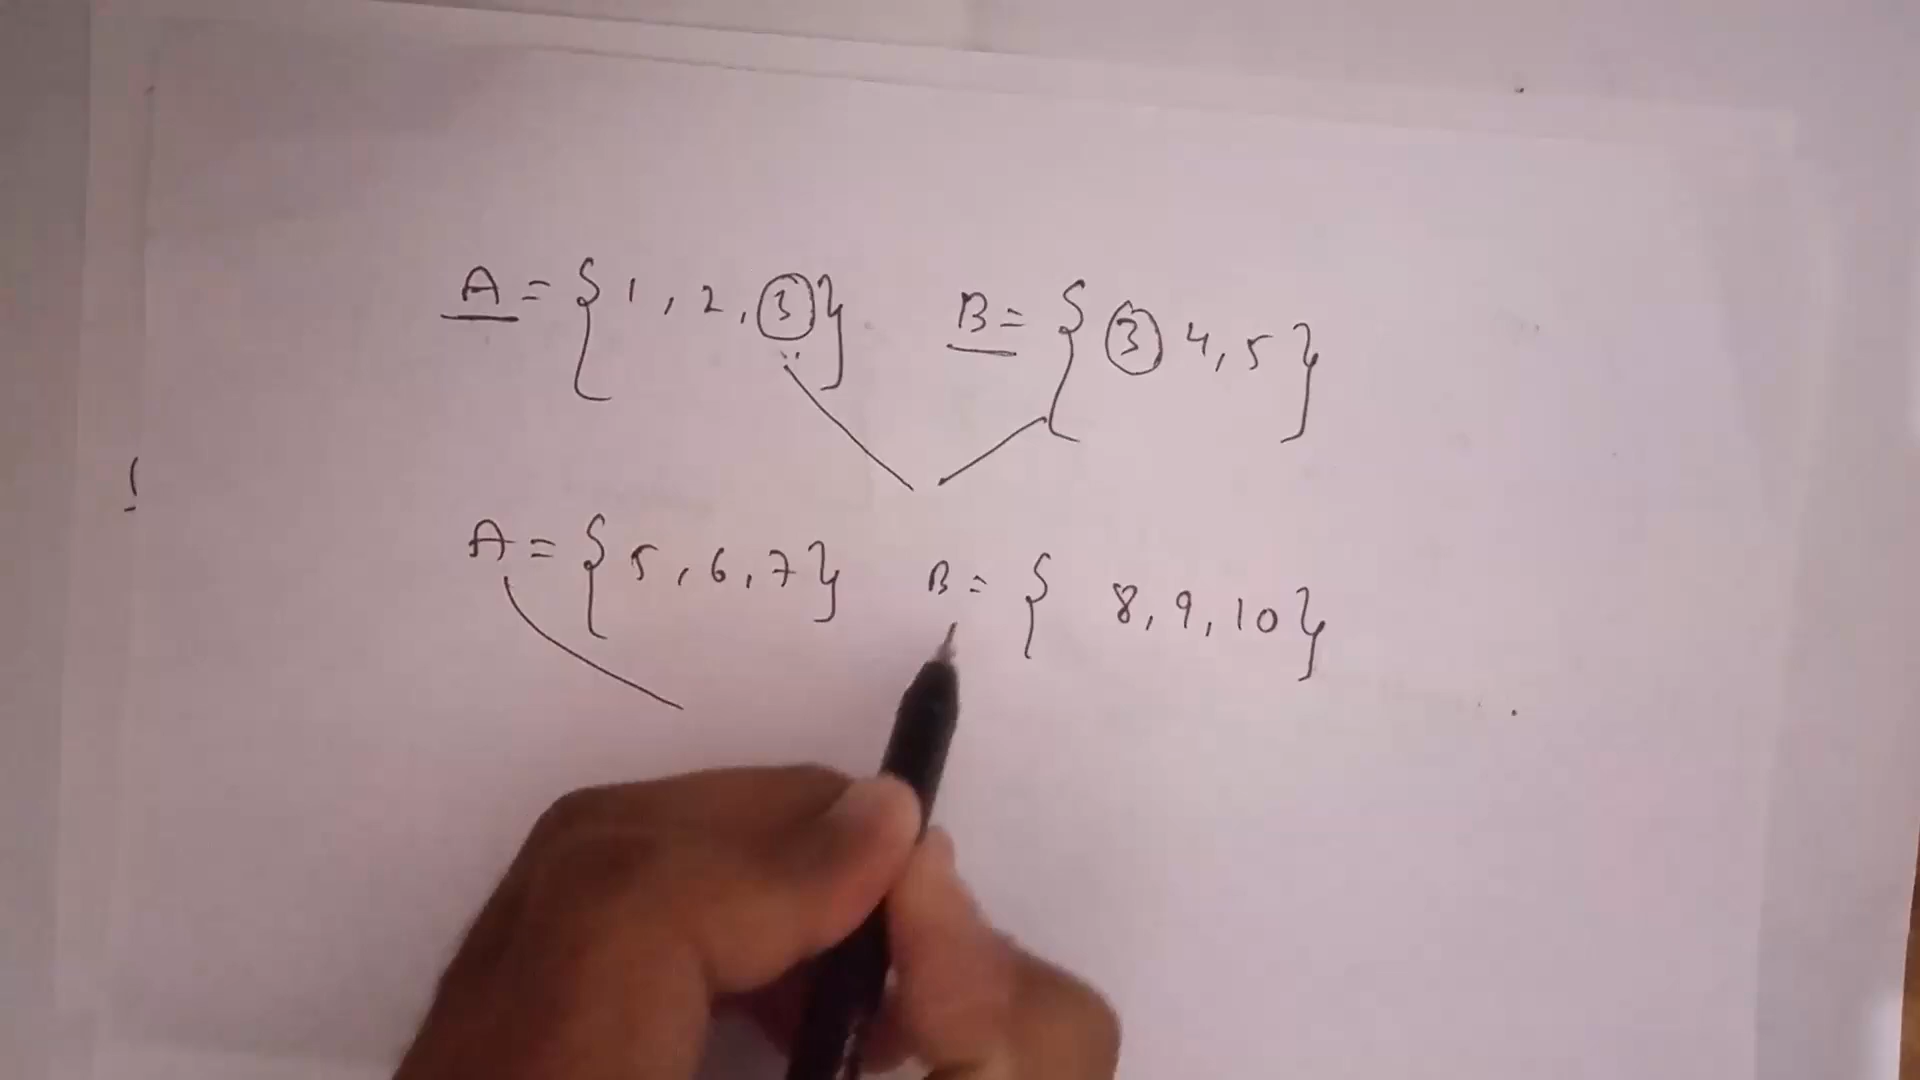 A = { 1 , 2 , 3 } B = { 3 4 , 5 }
A = { 5 , 6 , 7 } B = { 8 , 9 , 10 }